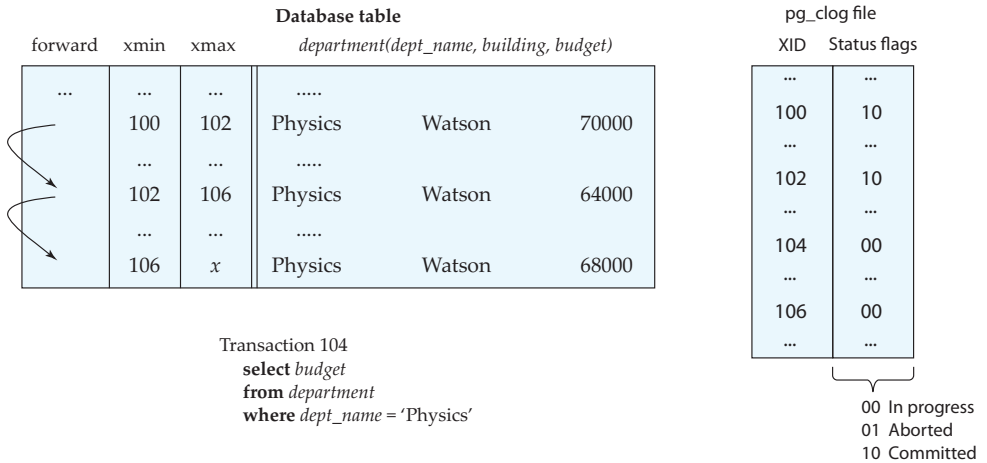 Database table
forward xmin xmax department(dept_name, building, budget)
... ... ... .....
100 102 Physics Watson 70000
... ... .....
102 106 Physics Watson 64000
... ... .....
106 x Physics Watson 68000
Transaction 104
select budget
from department
where dept_name = ‘Physics’
pg_clog file
XID Status flags
... ...
100 10
... ...
102 10
... ...
104 00
... ...
106 00
... ...
00 In progress
01 Aborted
10 Committed